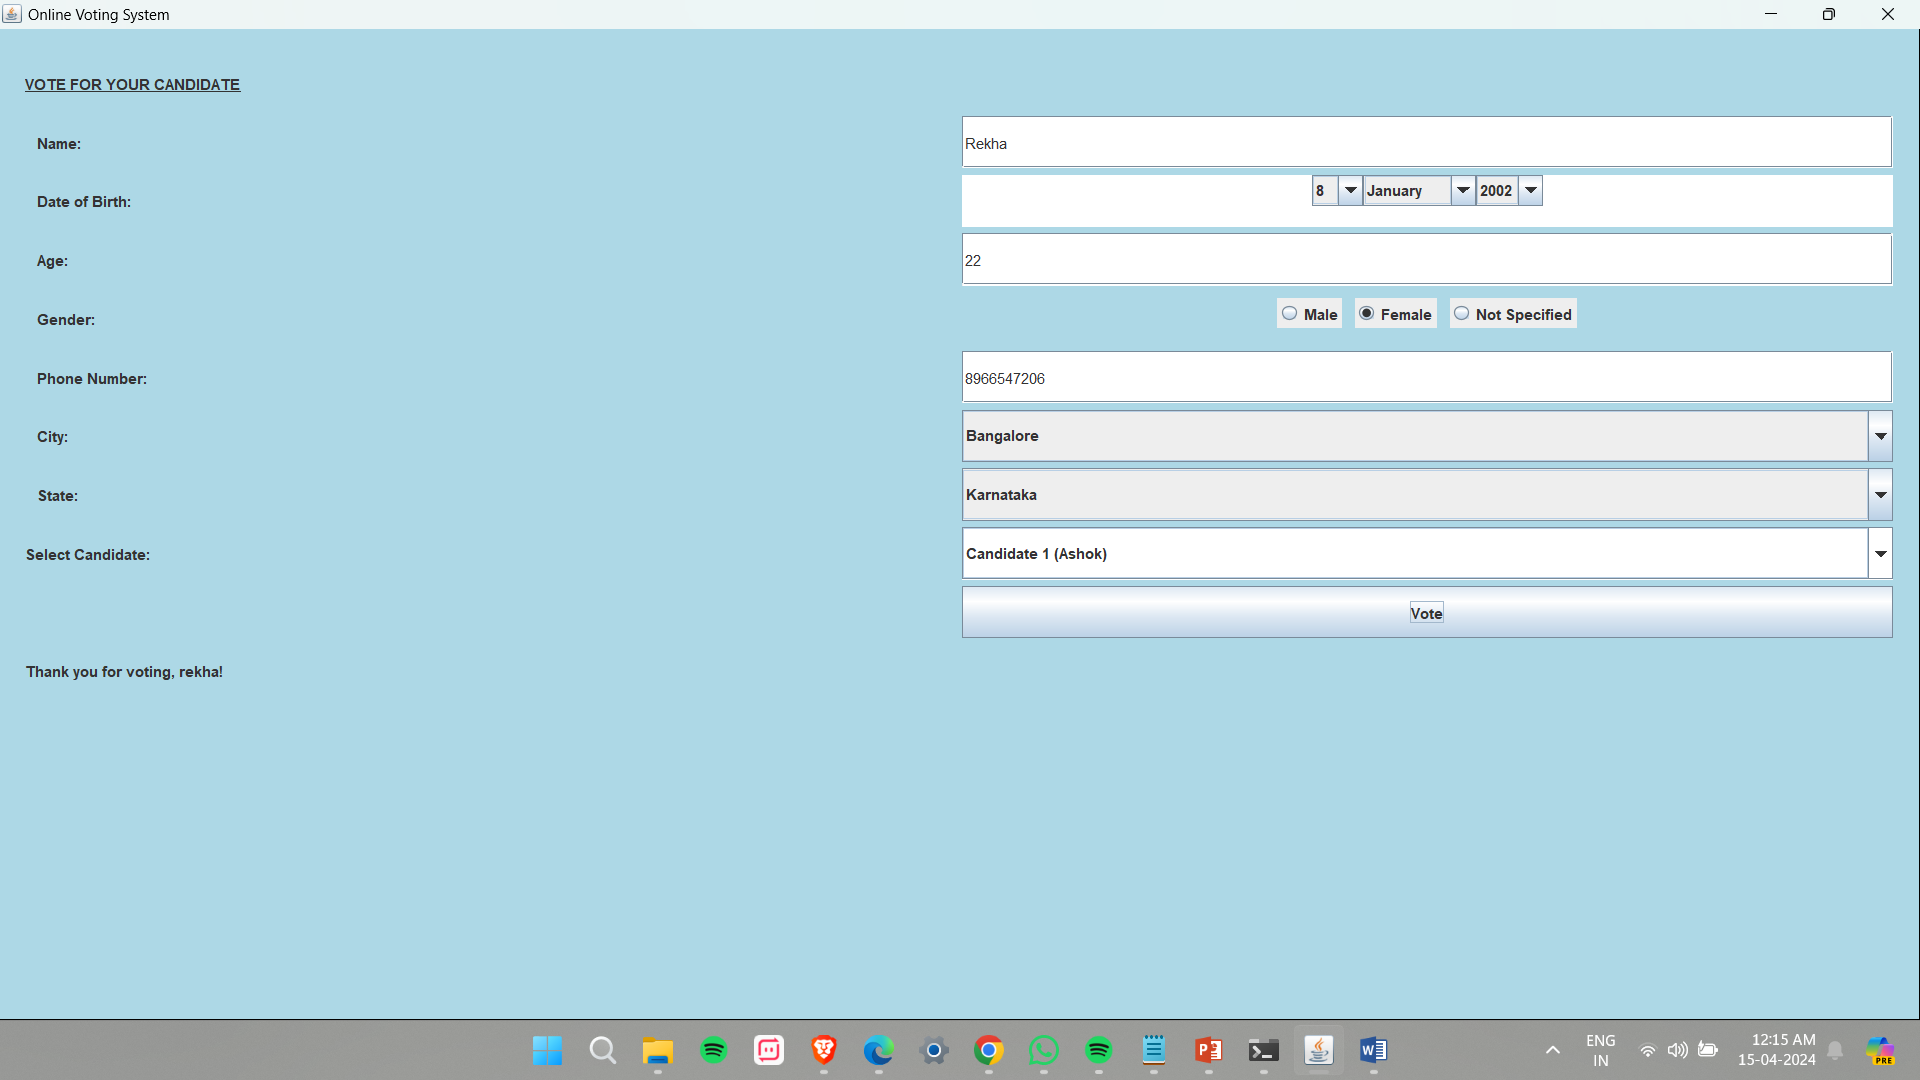 Online Voting System
VOTE FOR YOUR CANDIDATE
Name: Rekha
Date of Birth: 8 January 2002
Age: 22
Gender: Male Female Not Specified
Phone Number: 8966547206
City: Bangalore
State: Karnataka
Select Candidate: Candidate 1 (Ashok)
Vote
Thank you for voting, rekha!
ENG 12:15 AM
IN 15-04-2024
PRE